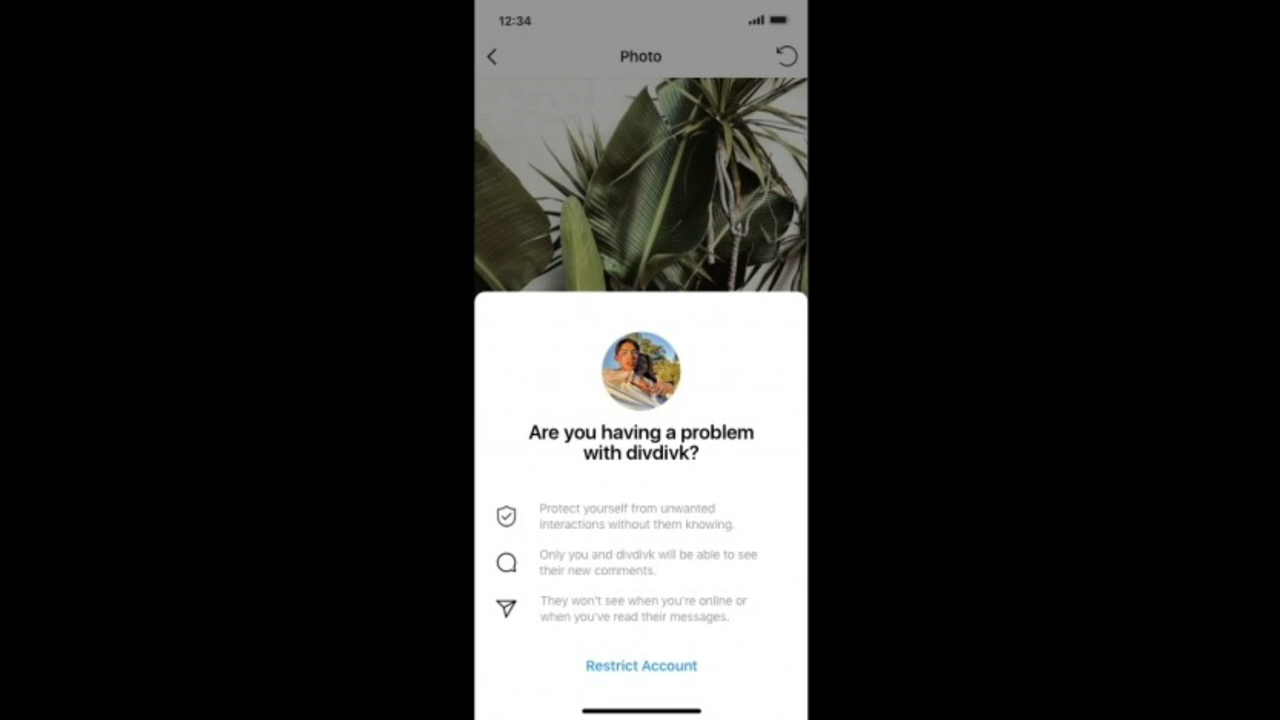 12:34
Photo
Are you having a problem
with divdivk?
Protect yourself from unwanted
interactions without them knowing.
Only you and divdivk will be able to see
their new comments.
They won't see when you're online or
when you've read their messages.
Restrict Account